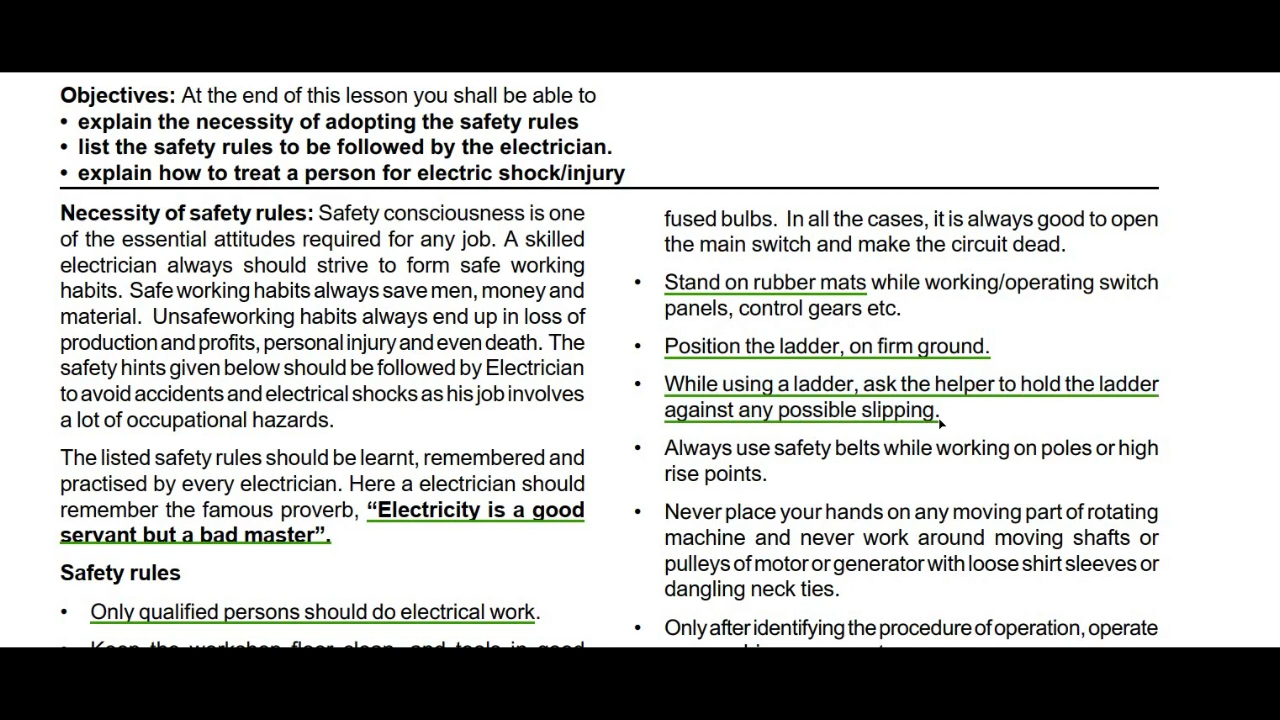 Objectives: At the end of this lesson you shall be able to
• explain the necessity of adopting the safety rules
• list the safety rules to be followed by the electrician.
• explain how to treat a person for electric shock/injury
Necessity of safety rules: Safety consciousness is one
of the essential attitudes required for any job. A skilled
electrician always should strive to form safe working
habits. Safe working habits always save men, money and
material. Unsafeworking habits always end up in loss of
production and profits, personal injury and even death. The
safety hints given below should be followed by Electrician
to avoid accidents and electrical shocks as his job involves
a lot of occupational hazards.
The listed safety rules should be learnt, remembered and
practised by every electrician. Here a electrician should
remember the famous proverb, “Electricity is a good
servant but a bad master”.
Safety rules
• Only qualified persons should do electrical work.
• Keep the workshop floor clean, and tools in good
fused bulbs. In all the cases, it is always good to open
the main switch and make the circuit dead.
• Stand on rubber mats while working/operating switch
panels, control gears etc.
• Position the ladder, on firm ground.
• While using a ladder, ask the helper to hold the ladder
against any possible slipping.
• Always use safety belts while working on poles or high
rise points.
• Never place your hands on any moving part of rotating
machine and never work around moving shafts or
pulleys of motor or generator with loose shirt sleeves or
dangling neck ties.
• Only after identifying the procedure of operation, operate